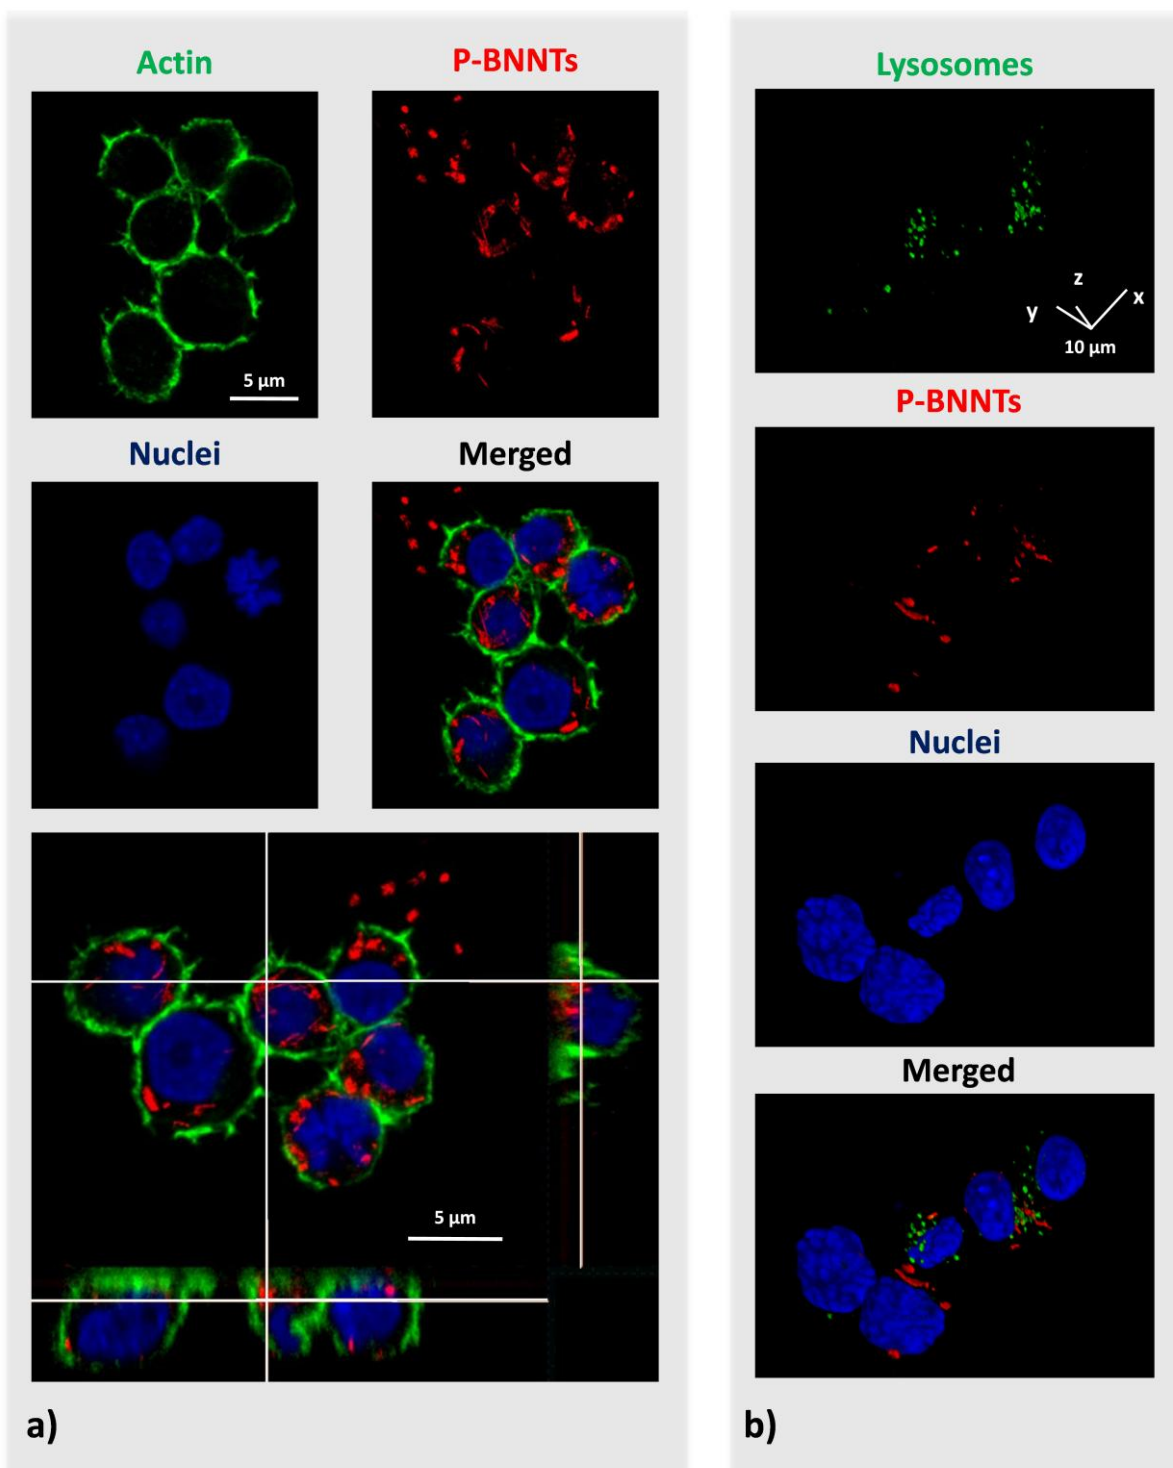 Actin
P-BNNTs
5 μm
Nuclei
Merged
5 μm
a)
Lysosomes
z
y
x
10 μm
P-BNNTs
Nuclei
Merged
b)